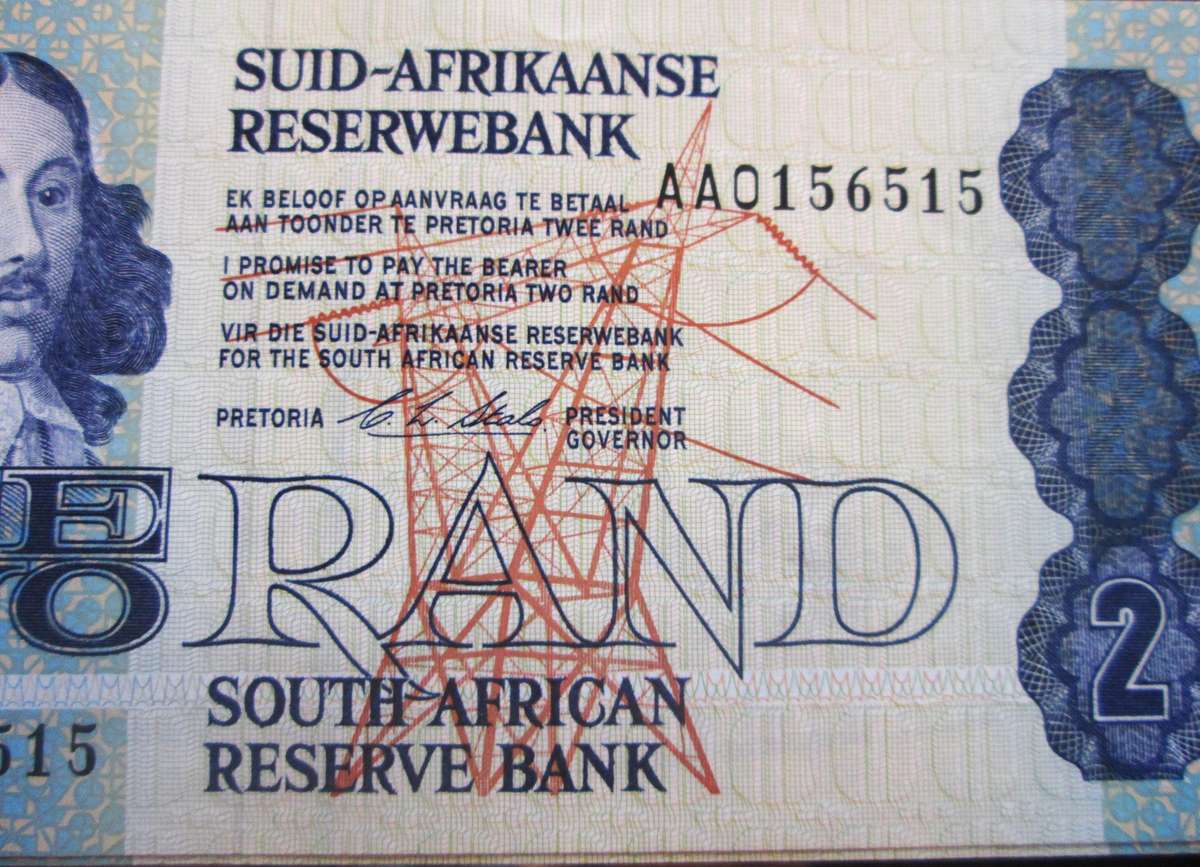 SUID-AFRIKAANSE
RESERWEBANK
AA0156515
EK BELOOF OP AANVRAAG TE BETAAL
AAN TOONDER TE PRETORIA TWEE RAND
I PROMISE TO PAY THE BEARER
ON DEMAND AT PRETORIA TWO RAND
VIR DIE SUID-AFRIKAANSE RESERWEBANK
FOR THE SOUTH AFRICAN RESERVE BANK
PRETORIA PRESIDENT
GOVERNOR
E
O
RAND
2
SOUTH AFRICAN
RESERVE BANK
515